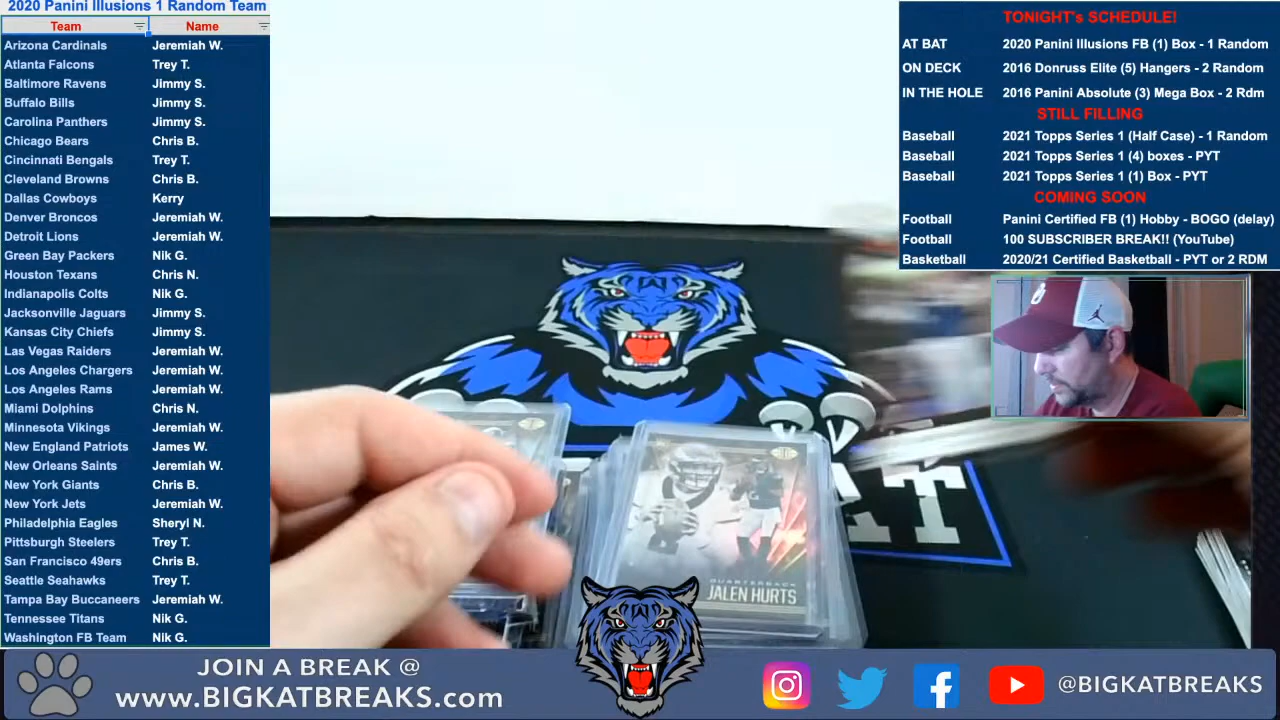 2020 Panini Illusions 1 Random Team
Team Name
Arizona Cardinals Jeremiah W.
Atlanta Falcons Trey T.
Baltimore Ravens Jimmy S.
Buffalo Bills Jimmy S.
Carolina Panthers Jimmy S.
Chicago Bears Chris B.
Cincinnati Bengals Trey T.
Cleveland Browns Chris B.
Dallas Cowboys Kerry
Denver Broncos Jeremiah W.
Detroit Lions Jeremiah W.
Green Bay Packers Nik G.
Houston Texans Chris N.
Indianapolis Colts Nik G.
Jacksonville Jaguars Jimmy S.
Kansas City Chiefs Jimmy S.
Las Vegas Raiders Jeremiah W.
Los Angeles Chargers Jeremiah W.
Los Angeles Rams Jeremiah W.
Miami Dolphins Chris N.
Minnesota Vikings Jeremiah W.
New England Patriots James W.
New Orleans Saints Jeremiah W.
New York Giants Chris B.
New York Jets Jeremiah W.
Philadelphia Eagles Sheryl N.
Pittsburgh Steelers Trey T.
San Francisco 49ers Chris B.
Seattle Seahawks Trey T.
Tampa Bay Buccaneers Jeremiah W.
Tennessee Titans Nik G.
Washington FB Team Nik G.
TONIGHT's SCHEDULE!
AT BAT 2020 Panini Illusions FB (1) Box - 1 Random
ON DECK 2016 Donruss Elite (5) Hangers - 2 Random
IN THE HOLE 2016 Panini Absolute (3) Mega Box - 2 Rdm
STILL FILLING
Baseball 2021 Topps Series 1 (Half Case) - 1 Random
Baseball 2021 Topps Series 1 (4) boxes - PYT
Baseball 2021 Topps Series 1 (1) Box - PYT
COMING SOON
Football Panini Certified FB (1) Hobby - BOGO (delay)
Football 100 SUBSCRIBER BREAK!! (YouTube)
Basketball 2020/21 Certified Basketball - PYT or 2 RDM
QUARTERBACK
JALEN HURTS
JOIN A BREAK @
www.BIGKATBREAKS.com
@BIGKATBREAKS